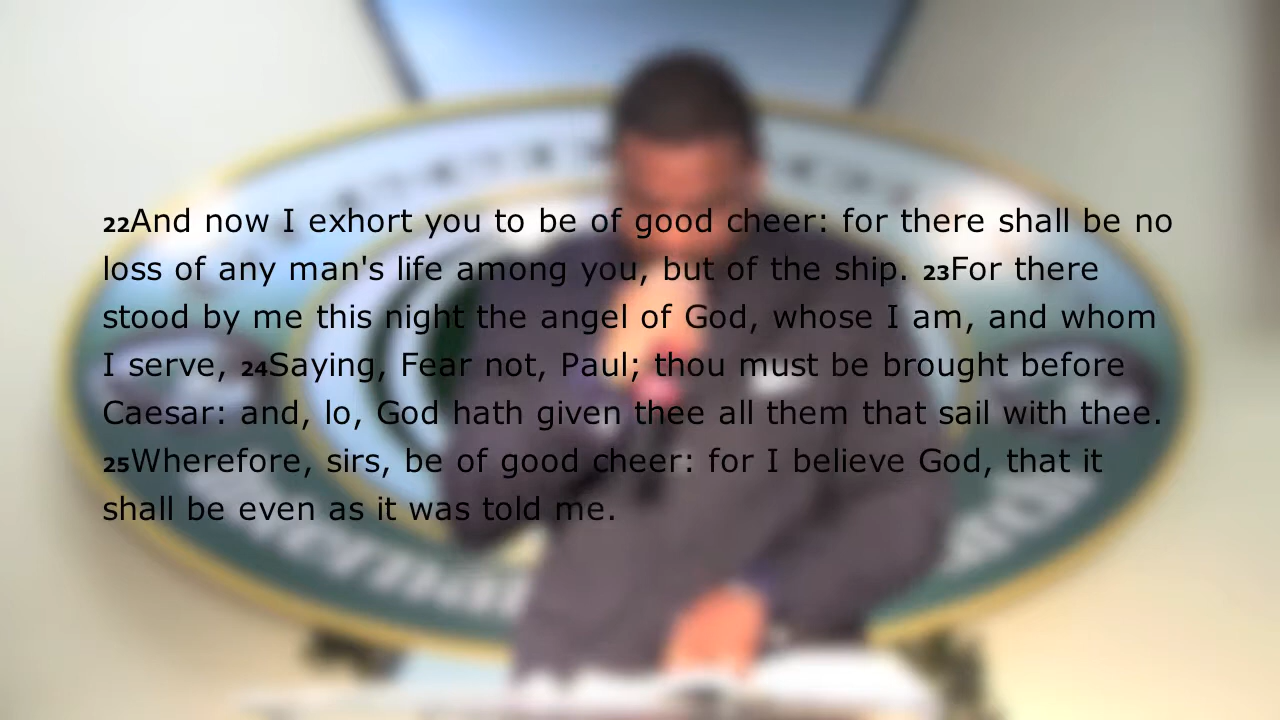 22And now I exhort you to be of good cheer: for there shall be no
loss of any man's life among you, but of the ship. 23For there
stood by me this night the angel of God, whose I am, and whom
I serve, 24Saying, Fear not, Paul; thou must be brought before
Caesar: and, lo, God hath given thee all them that sail with thee.
25Wherefore, sirs, be of good cheer: for I believe God, that it
shall be even as it was told me.